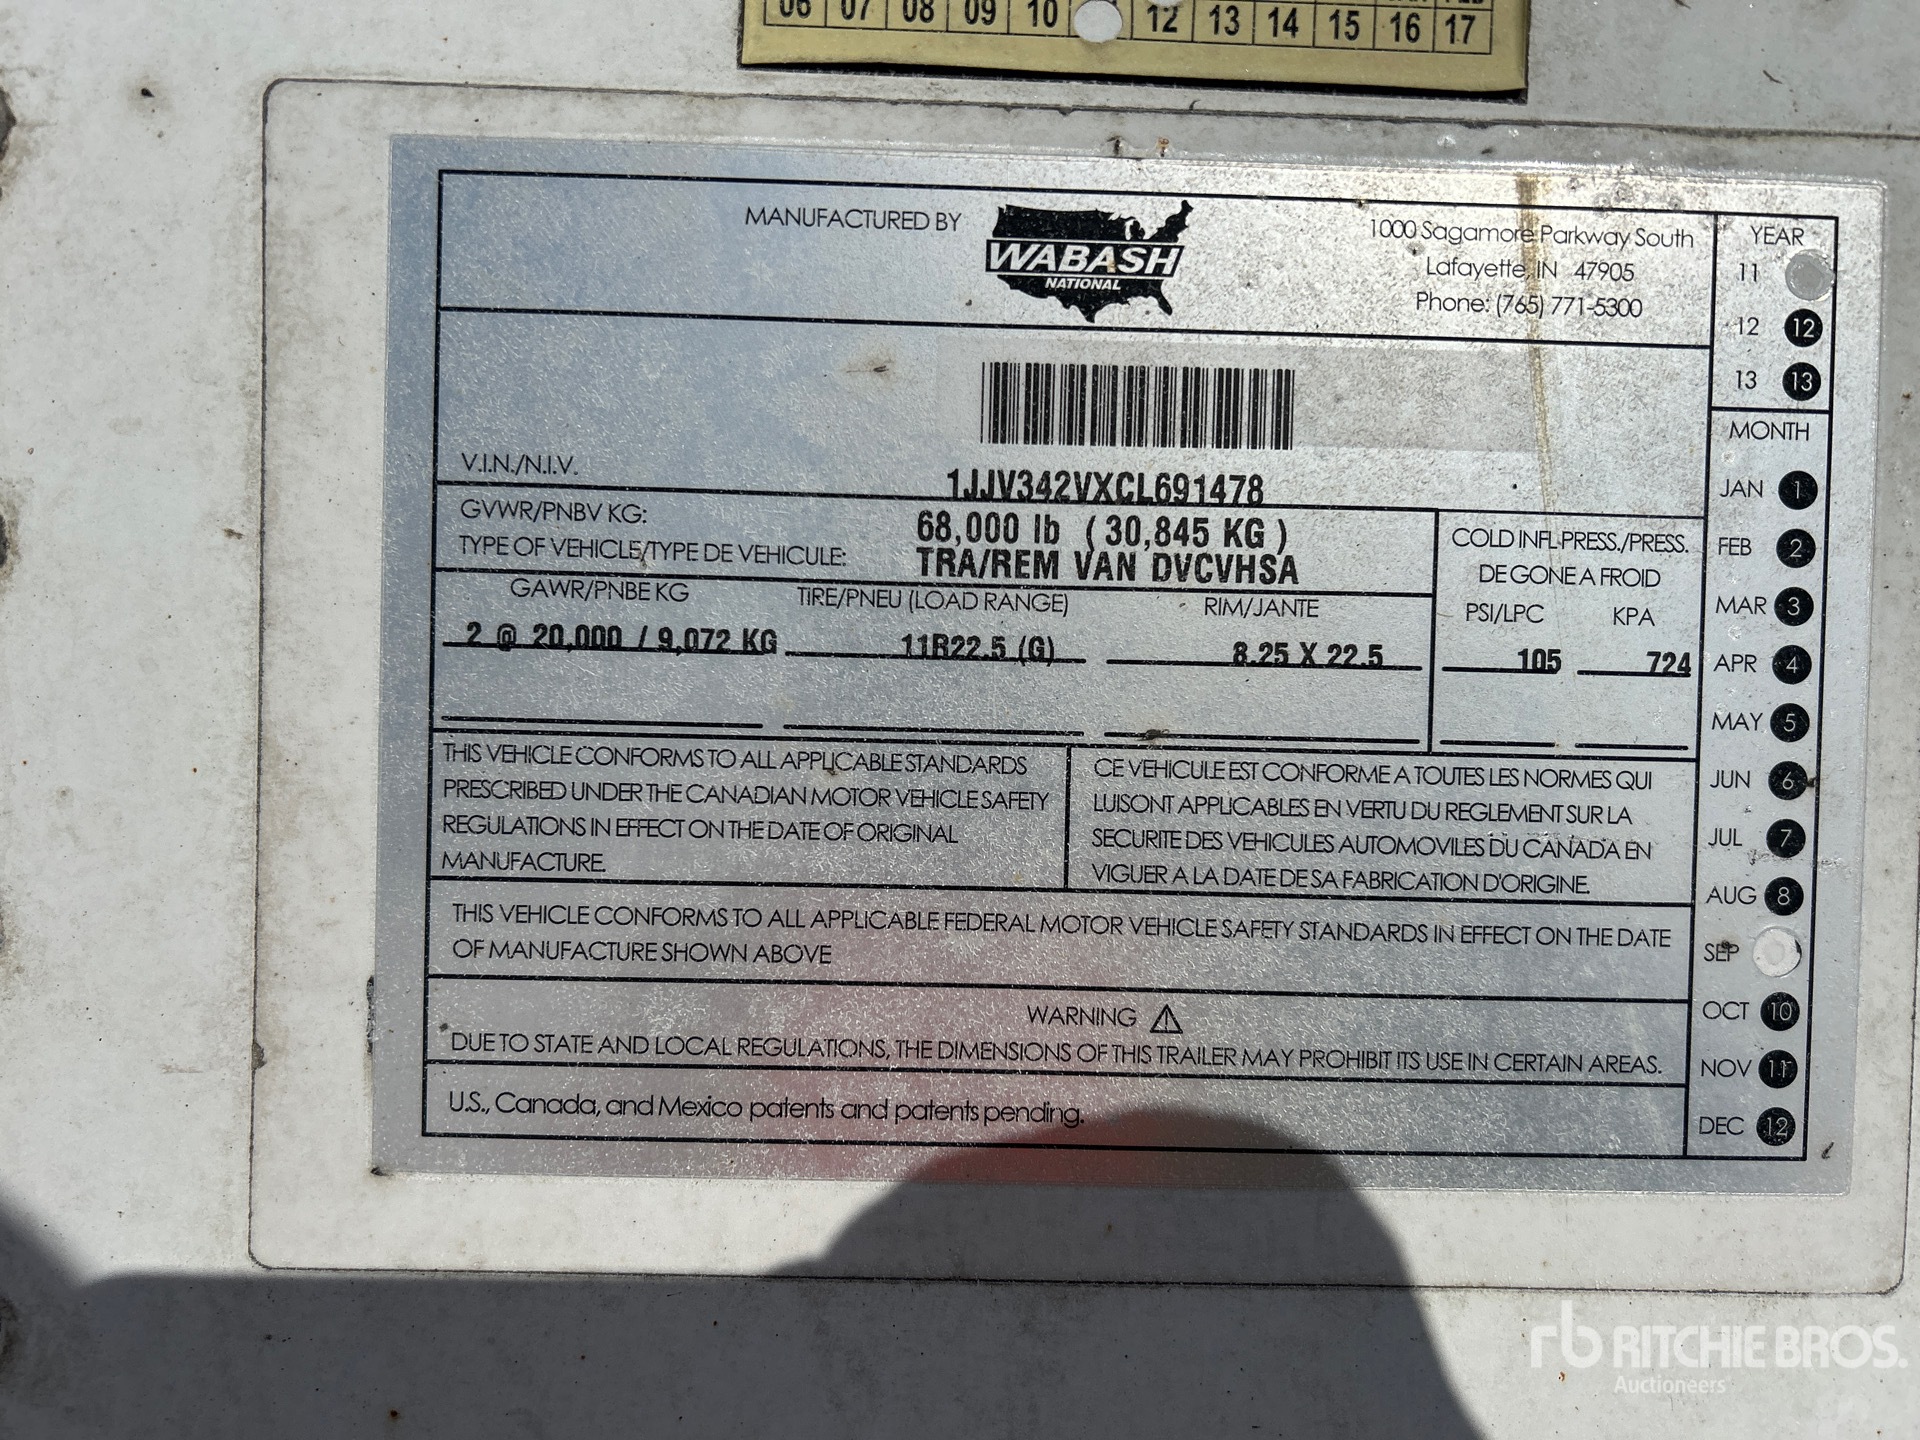 06 07 08 09 10 12 13 14 15 16 17
MANUFACTURED BY
WABASH
NATIONAL
1000 Sagamore Parkway South
Lafayette, IN 47905
Phone: (765) 771-5300
V.I.N./N.I.V.
1JJV342VXCL691478
GVWR/PNBV KG:
68,000 lb ( 30,845 KG )
TYPE OF VEHICLE/TYPE DE VEHICULE:
TRA/REM VAN DVCVHSA
GAWR/PNBE KG
TIRE/PNEU (LOAD RANGE)
RIM/JANTE
COLD INFL-PRESS./PRESS.
DE GONE A FROID
PSI/LPC KPA
2 @ 20,000 / 9,072 KG
11R22.5 (G)
8.25 X 22.5
105
724
THIS VEHICLE CONFORMS TO ALL APPLICABLE STANDARDS
PRESCRIBED UNDER THE CANADIAN MOTOR VEHICLE SAFETY
REGULATIONS IN EFFECT ON THE DATE OF ORIGINAL
MANUFACTURE.
CE VEHICULE EST CONFORME A TOUTES LES NORMES QUI
LUISONT APPLICABLES EN VERTU DU REGLEMENT SUR LA
SECURITE DES VEHICULES AUTOMOVILES DU CANADA EN
VIGUER A LA DATE DE SA FABRICATION D'ORIGINE.
THIS VEHICLE CONFORMS TO ALL APPLICABLE FEDERAL MOTOR VEHICLE SAFETY STANDARDS IN EFFECT ON THE DATE
OF MANUFACTURE SHOWN ABOVE
WARNING
DUE TO STATE AND LOCAL REGULATIONS, THE DIMENSIONS OF THIS TRAILER MAY PROHIBIT ITS USE IN CERTAIN AREAS.
U.S., Canada, and Mexico patents and patents pending.
YEAR
11
12 12
13 13
MONTH
JAN 1
FEB 2
MAR 3
APR 4
MAY 5
JUN 6
JUL 7
AUG 8
SEP
OCT 10
NOV 11
DEC 12
rb RITCHIE BROS.
Auctioneers